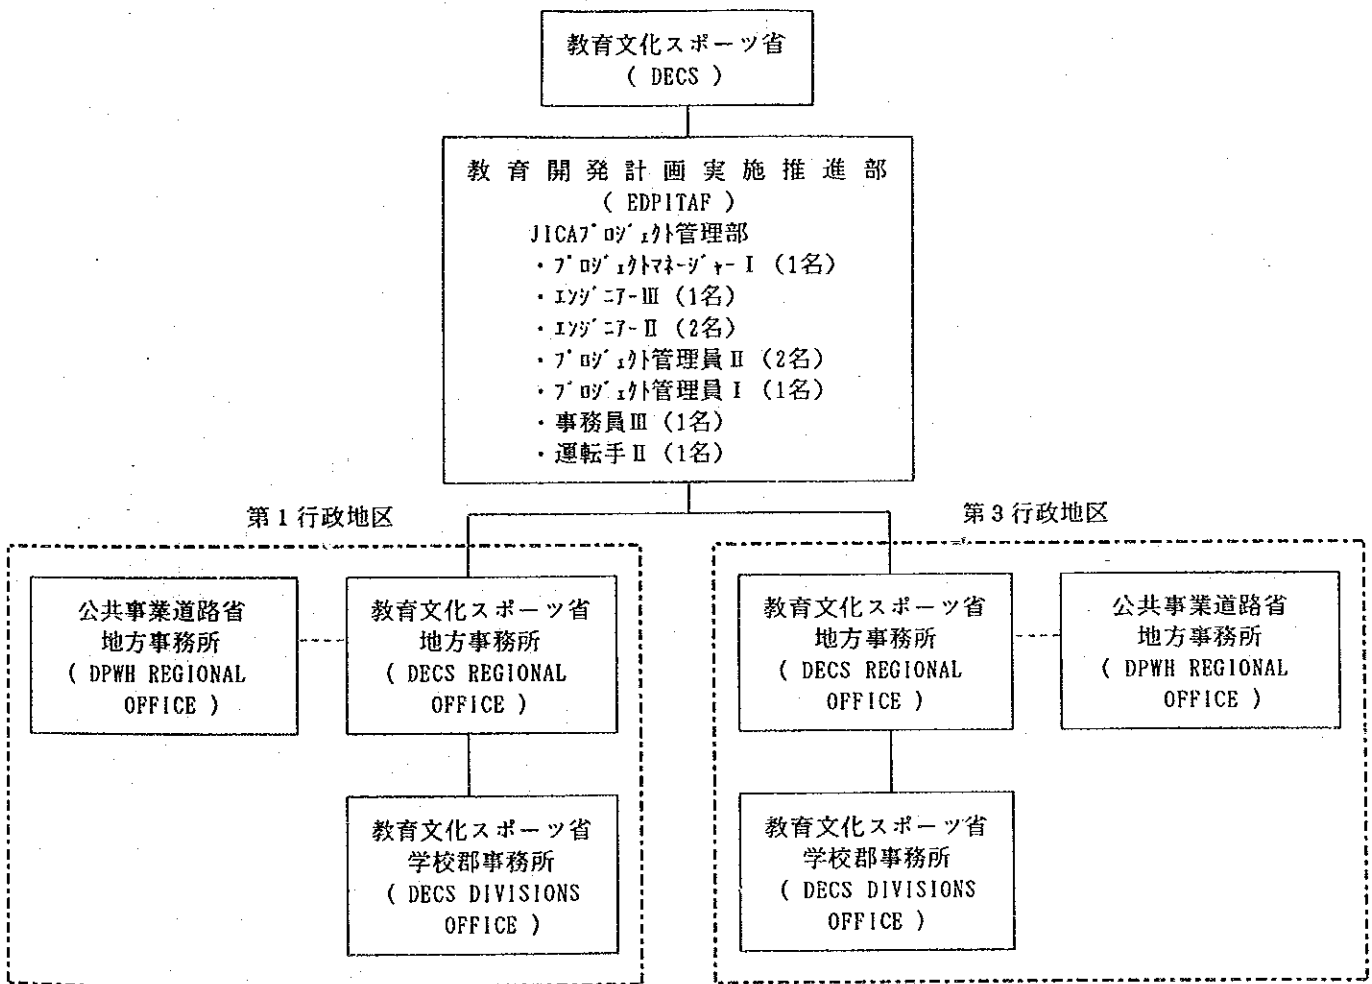 教育文化スポーツ省
( DECS )
教育開発計画実施推進部
( EDPITAF )
JICAプロジェクト管理部
・プロジェクトマネージャーⅠ（1名）
・エンジニアーⅢ（1名）
・エンジニアーⅡ（2名）
・プロジェクト管理員Ⅱ（2名）
・プロジェクト管理員Ⅰ（1名）
・事務員Ⅲ（1名）
・運転手Ⅱ（1名）
第1行政地区
公共事業道路省
地方事務所
( DPWH REGIONAL
OFFICE )
教育文化スポーツ省
地方事務所
( DECS REGIONAL
OFFICE )
教育文化スポーツ省
学校郡事務所
( DECS DIVISIONS
OFFICE )
第3行政地区
教育文化スポーツ省
地方事務所
( DECS REGIONAL
OFFICE )
公共事業道路省
地方事務所
( DPWH REGIONAL
OFFICE )
教育文化スポーツ省
学校郡事務所
( DECS DIVISIONS
OFFICE )